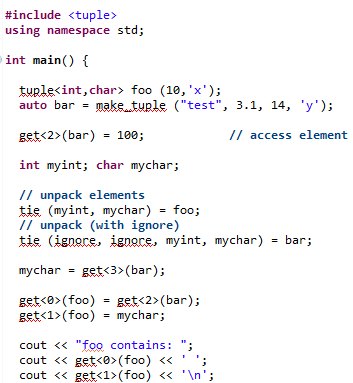 #include <tuple>
using namespace std;
int main() {
tuple<int,char> foo (10,'x');
auto bar = make_tuple ("test", 3.1, 14, 'y');
get<2>(bar) = 100; // access element
int myint; char mychar;
// unpack elements
tie (myint, mychar) = foo;
// unpack (with ignore)
tie (ignore, ignore, myint, mychar) = bar;
mychar = get<3>(bar);
get<0>(foo) = get<2>(bar);
get<1>(foo) = mychar;
cout << "foo contains: ";
cout << get<0>(foo) << ' ';
cout << get<1>(foo) << '\n';